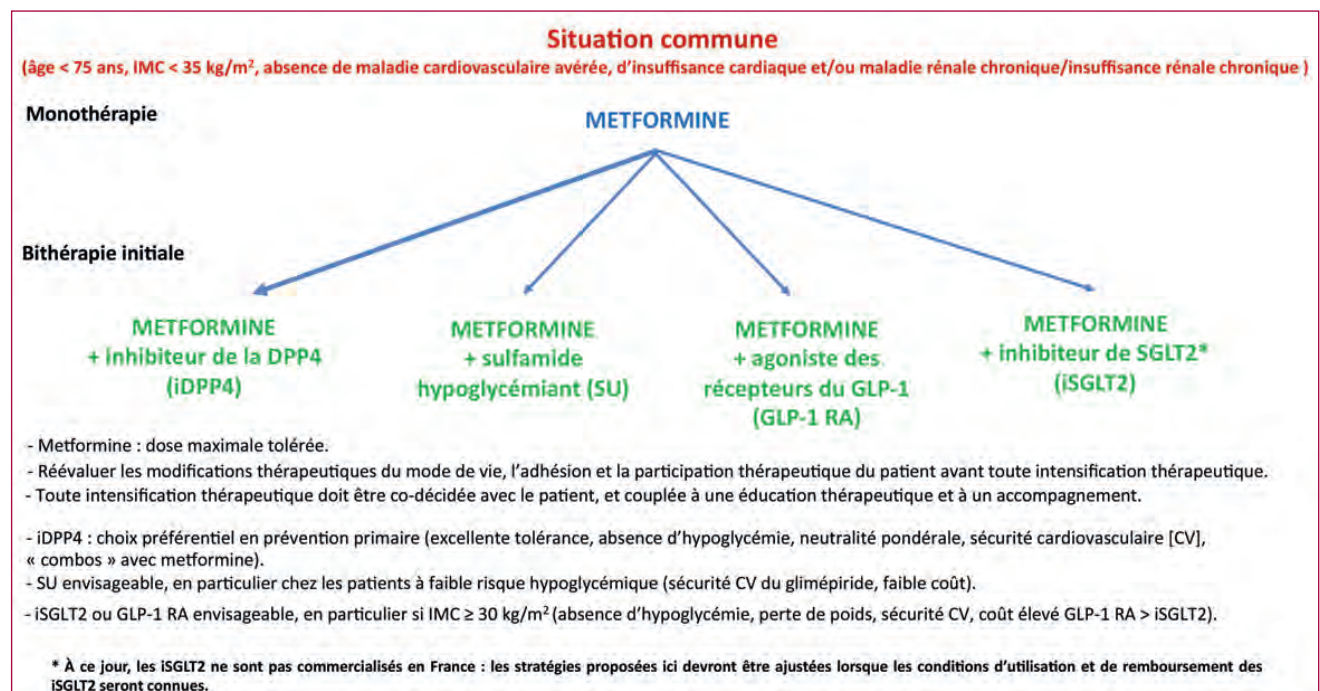 Situation commune
(âge < 75 ans, IMC < 35 kg/m², absence de maladie cardiovasculaire avérée, d’insuffisance cardiaque et/ou maladie rénale chronique/insuffisance rénale chronique )
Monothérapie
METFORMINE
Bithérapie initiale
METFORMINE
+ inhibiteur de la DPP4
(iDPP4)
METFORMINE
+ sulfamide
hypoglycémiant (SU)
METFORMINE
+ agoniste des
récepteurs du GLP-1
(GLP-1 RA)
METFORMINE
+ inhibiteur de SGLT2*
(iSGLT2)
- Metformine : dose maximale tolérée.
- Réévaluer les modifications thérapeutiques du mode de vie, l’adhésion et la participation thérapeutique du patient avant toute intensification thérapeutique.
- Toute intensification thérapeutique doit être co-décidée avec le patient, et couplée à une éducation thérapeutique et à un accompagnement.
- iDPP4 : choix préférentiel en prévention primaire (excellente tolérance, absence d’hypoglycémie, neutralité pondérale, sécurité cardiovasculaire [CV],
« combos » avec metformine).
- SU envisageable, en particulier chez les patients à faible risque hypoglycémique (sécurité CV du glimépiride, faible coût).
- iSGLT2 ou GLP-1 RA envisageable, en particulier si IMC ≥ 30 kg/m² (absence d’hypoglycémie, perte de poids, sécurité CV, coût élevé GLP-1 RA > iSGLT2).
* À ce jour, les iSGLT2 ne sont pas commercialisés en France : les stratégies proposées ici devront être ajustées lorsque les conditions d’utilisation et de remboursement des
iSGLT2 seront connues.